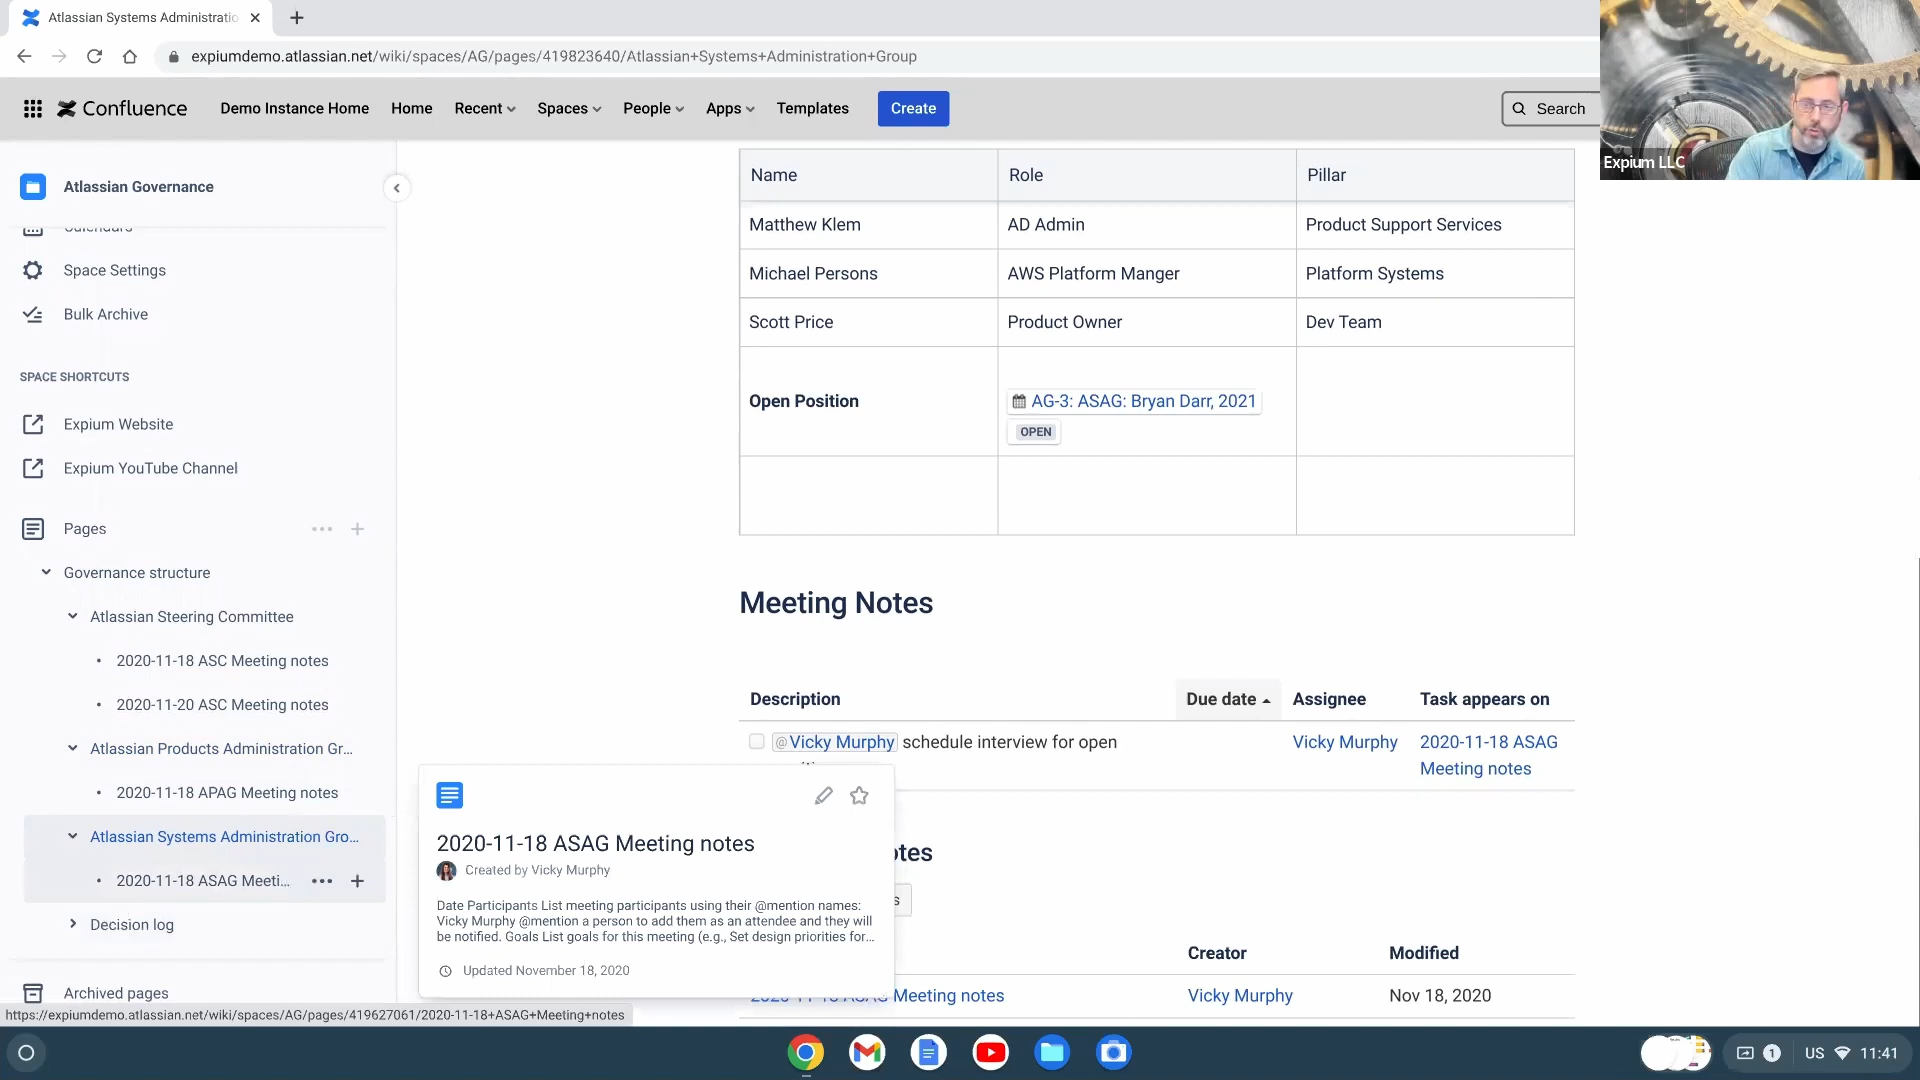 Atlassian Systems Administratio
expiumdemo.atlassian.net/wiki/spaces/AG/pages/419823640/Atlassian+Systems+Administration+Group
Confluence
Demo Instance Home
Home
Recent
Spaces
People
Apps
Templates
Create
Search
Expium LLC
Atlassian Governance
Calendars
Space Settings
Bulk Archive
SPACE SHORTCUTS
Expium Website
Expium YouTube Channel
Pages
Governance structure
Atlassian Steering Committee
2020-11-18 ASC Meeting notes
2020-11-20 ASC Meeting notes
Atlassian Products Administration Gr...
2020-11-18 APAG Meeting notes
Atlassian Systems Administration Gro...
2020-11-18 ASAG Meeti...
Decision log
Archived pages
https://expiumdemo.atlassian.net/wiki/spaces/AG/pages/419627061/2020-11-18+ASAG+Meeting+notes
Name Role Pillar
Matthew Klem AD Admin Product Support Services
Michael Persons AWS Platform Manger Platform Systems
Scott Price Product Owner Dev Team
Open Position AG-3: ASAG: Bryan Darr, 2021
OPEN
Meeting Notes
Description Due date Assignee Task appears on
@Vicky Murphy schedule interview for open Vicky Murphy 2020-11-18 ASAG
Meeting notes
2020-11-18 ASAG Meeting notes
Created by Vicky Murphy
Date Participants List meeting participants using their @mention names:
Vicky Murphy @mention a person to add them as an attendee and they will
be notified. Goals List goals for this meeting (e.g., Set design priorities for...
Updated November 18, 2020
otes
s
Creator Modified
2020-11-18 ASAG Meeting notes Vicky Murphy Nov 18, 2020
1
US
11:41